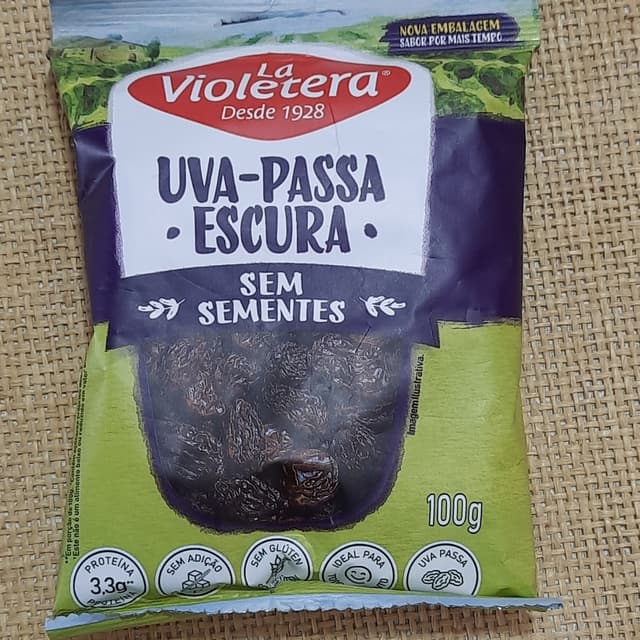 NOVA EMBALAGEM
SABOR POR MAIS TEMPO
La
Violetera®
Desde 1928
UVA-PASSA
• ESCURA •
SEM
SEMENTES
Imagem ilustrativa.
100g
PROTEÍNA
3,3g*
SEM ADIÇÃO
SEM GLÚTEN
IDEAL PARA
UVA PASSA